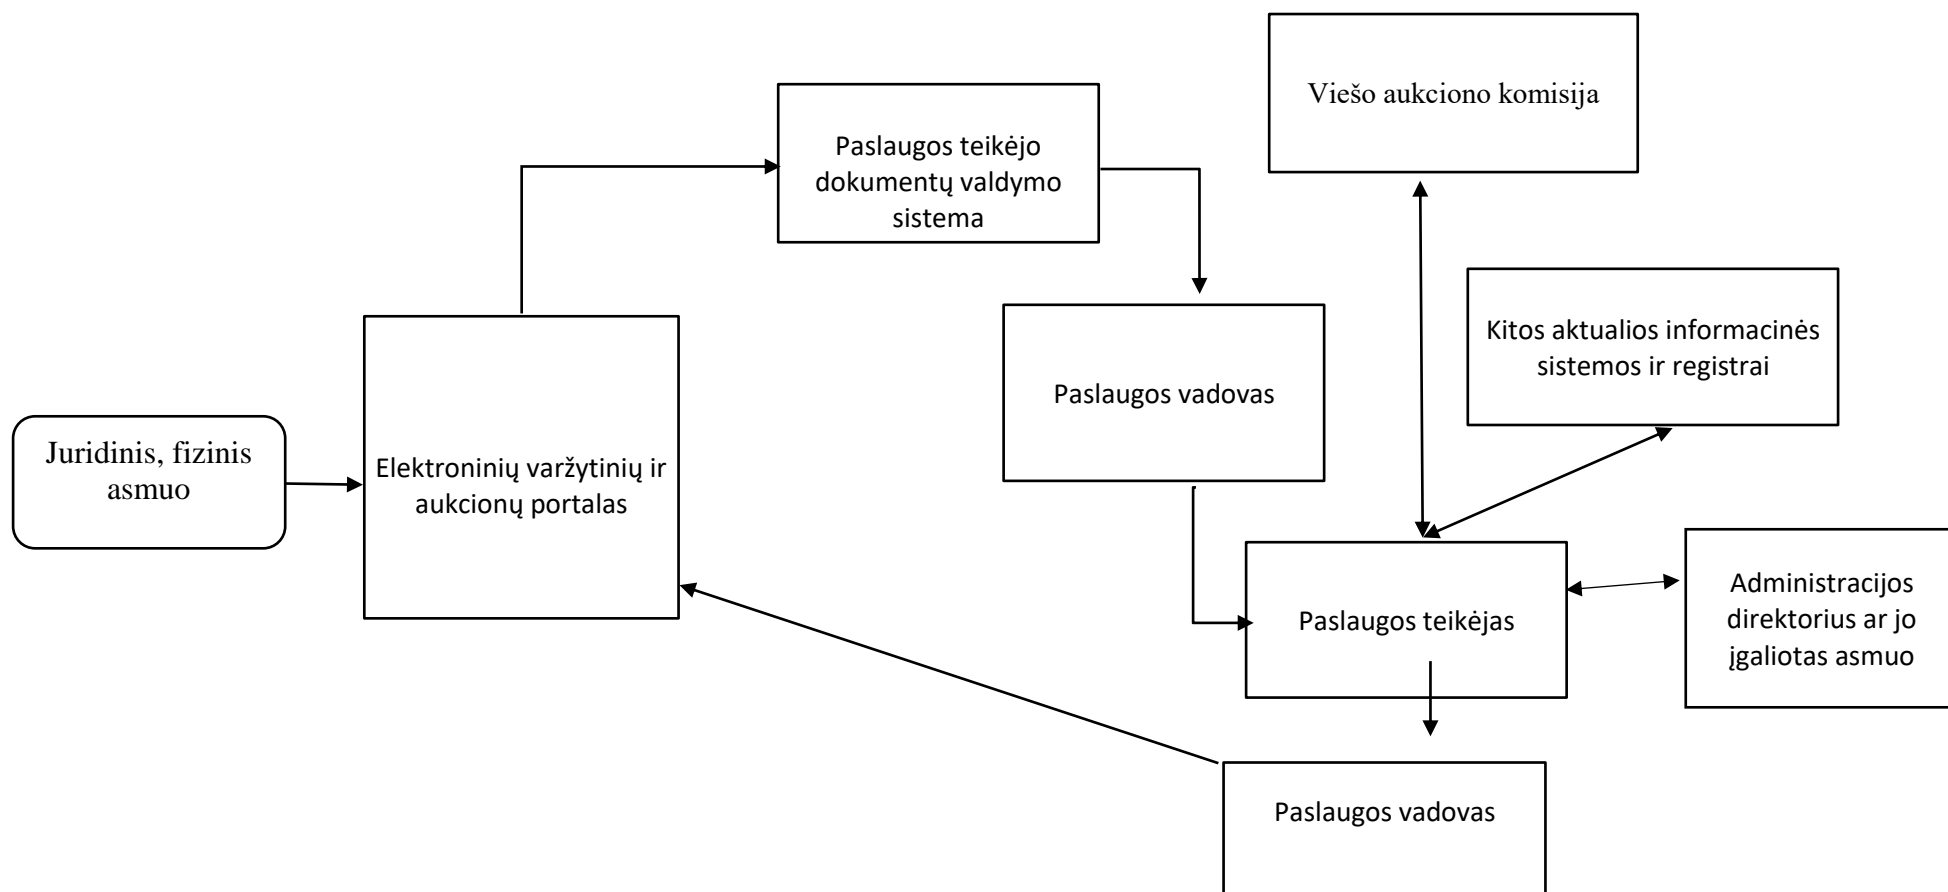 Viešo aukciono komisija
Paslaugos teikėjo
dokumentų valdymo
sistema
Kitos aktualios informacinės
sistemos ir registrai
Paslaugos vadovas
Juridinis, fizinis
asmuo
Elektroninių varžytinių ir
aukcionų portalas
Paslaugos teikėjas
Administracijos
direktorius ar jo
įgaliotas asmuo
Paslaugos vadovas